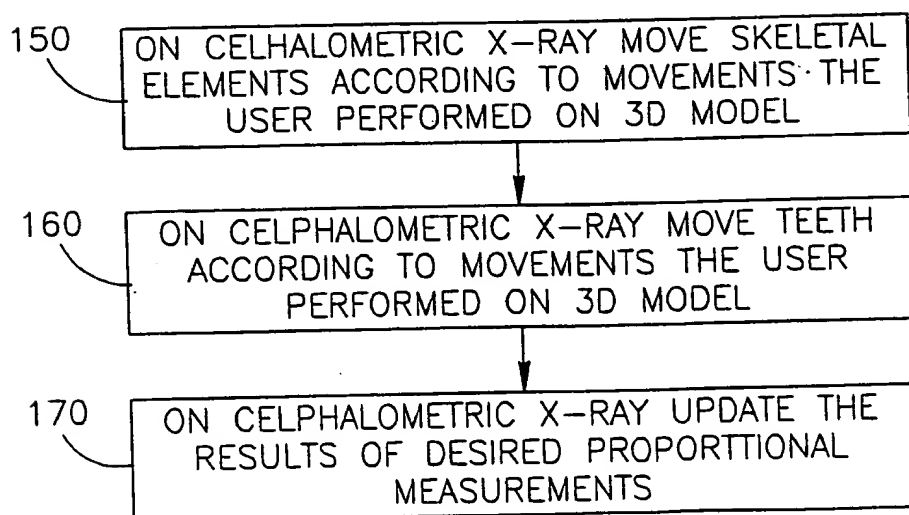 150
ON CELHALOMETRIC X-RAY MOVE SKELETAL
ELEMENTS ACCORDING TO MOVEMENTS THE
USER PERFORMED ON 3D MODEL
160
ON CELPHALOMETRIC X-RAY MOVE TEETH
ACCORDING TO MOVEMENTS THE USER
PERFORMED ON 3D MODEL
170
ON CELPHALOMETRIC X-RAY UPDATE THE
RESULTS OF DESIRED PROPORTTIONAL
MEASUREMENTS